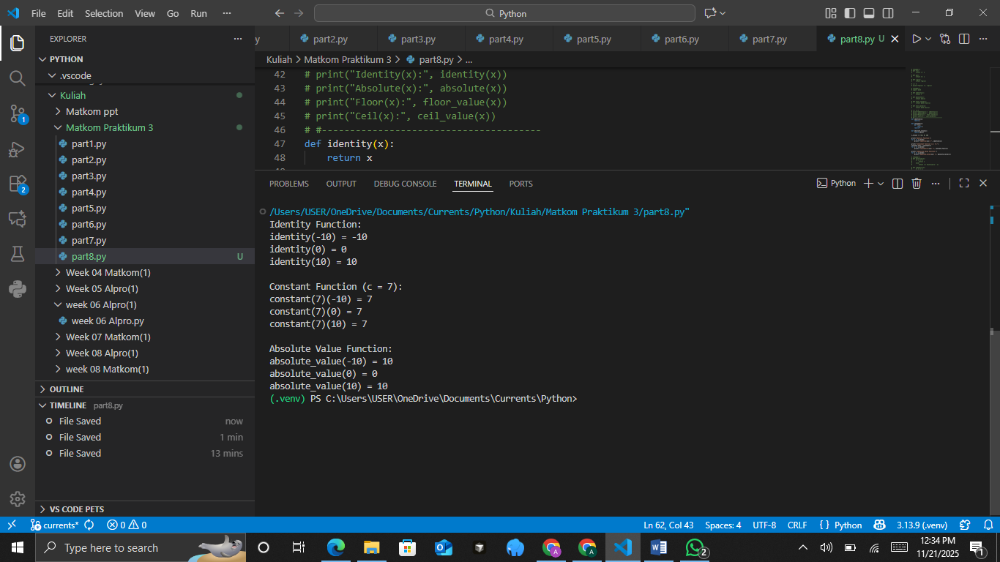 File Edit Selection View Go Run ···
Python
EXPLORER ···
PYTHON
.vscode
Kuliah
Matkom ppt
Matkom Praktikum 3
part1.py
part2.py
part3.py
part4.py
part5.py
part6.py
part7.py
part8.py U
Week 04 Matkom(1)
Week 05 Alpro(1)
week 06 Alpro(1)
week 06 Alpro.py
Week 07 Matkom(1)
Week 08 Alpro(1)
week 08 Matkom(1)
OUTLINE
TIMELINE part8.py
File Saved now
File Saved 1 min
File Saved 13 mins
VS CODE PETS
1
2
y part2.py part3.py part4.py part5.py part6.py part7.py part8.py U
Kuliah > Matkom Praktikum 3 > part8.py > ...
42 # print("Identity(x):", identity(x))
43 # print("Absolute(x):", absolute(x))
44 # print("Floor(x):", floor_value(x))
45 # print("Ceil(x):", ceil_value(x))
46 # #---------------------------------------
47 def identity(x):
48 return x
PROBLEMS OUTPUT DEBUG CONSOLE TERMINAL PORTS
Python
/Users/USER/OneDrive/Documents/Currents/Python/Kuliah/Matkom Praktikum 3/part8.py"
Identity Function:
identity(-10) = -10
identity(0) = 0
identity(10) = 10
Constant Function (c = 7):
constant(7)(-10) = 7
constant(7)(0) = 7
constant(7)(10) = 7
Absolute Value Function:
absolute_value(-10) = 10
absolute_value(0) = 0
absolute_value(10) = 10
(.venv) PS C:\Users\USER\OneDrive\Documents\Currents\Python>
currents* 0 0 Ln 62, Col 43 Spaces: 4 UTF-8 CRLF { } Python 3.13.9 (.venv)
Type here to search
A
A
2
12:34 PM
11/21/2025
1